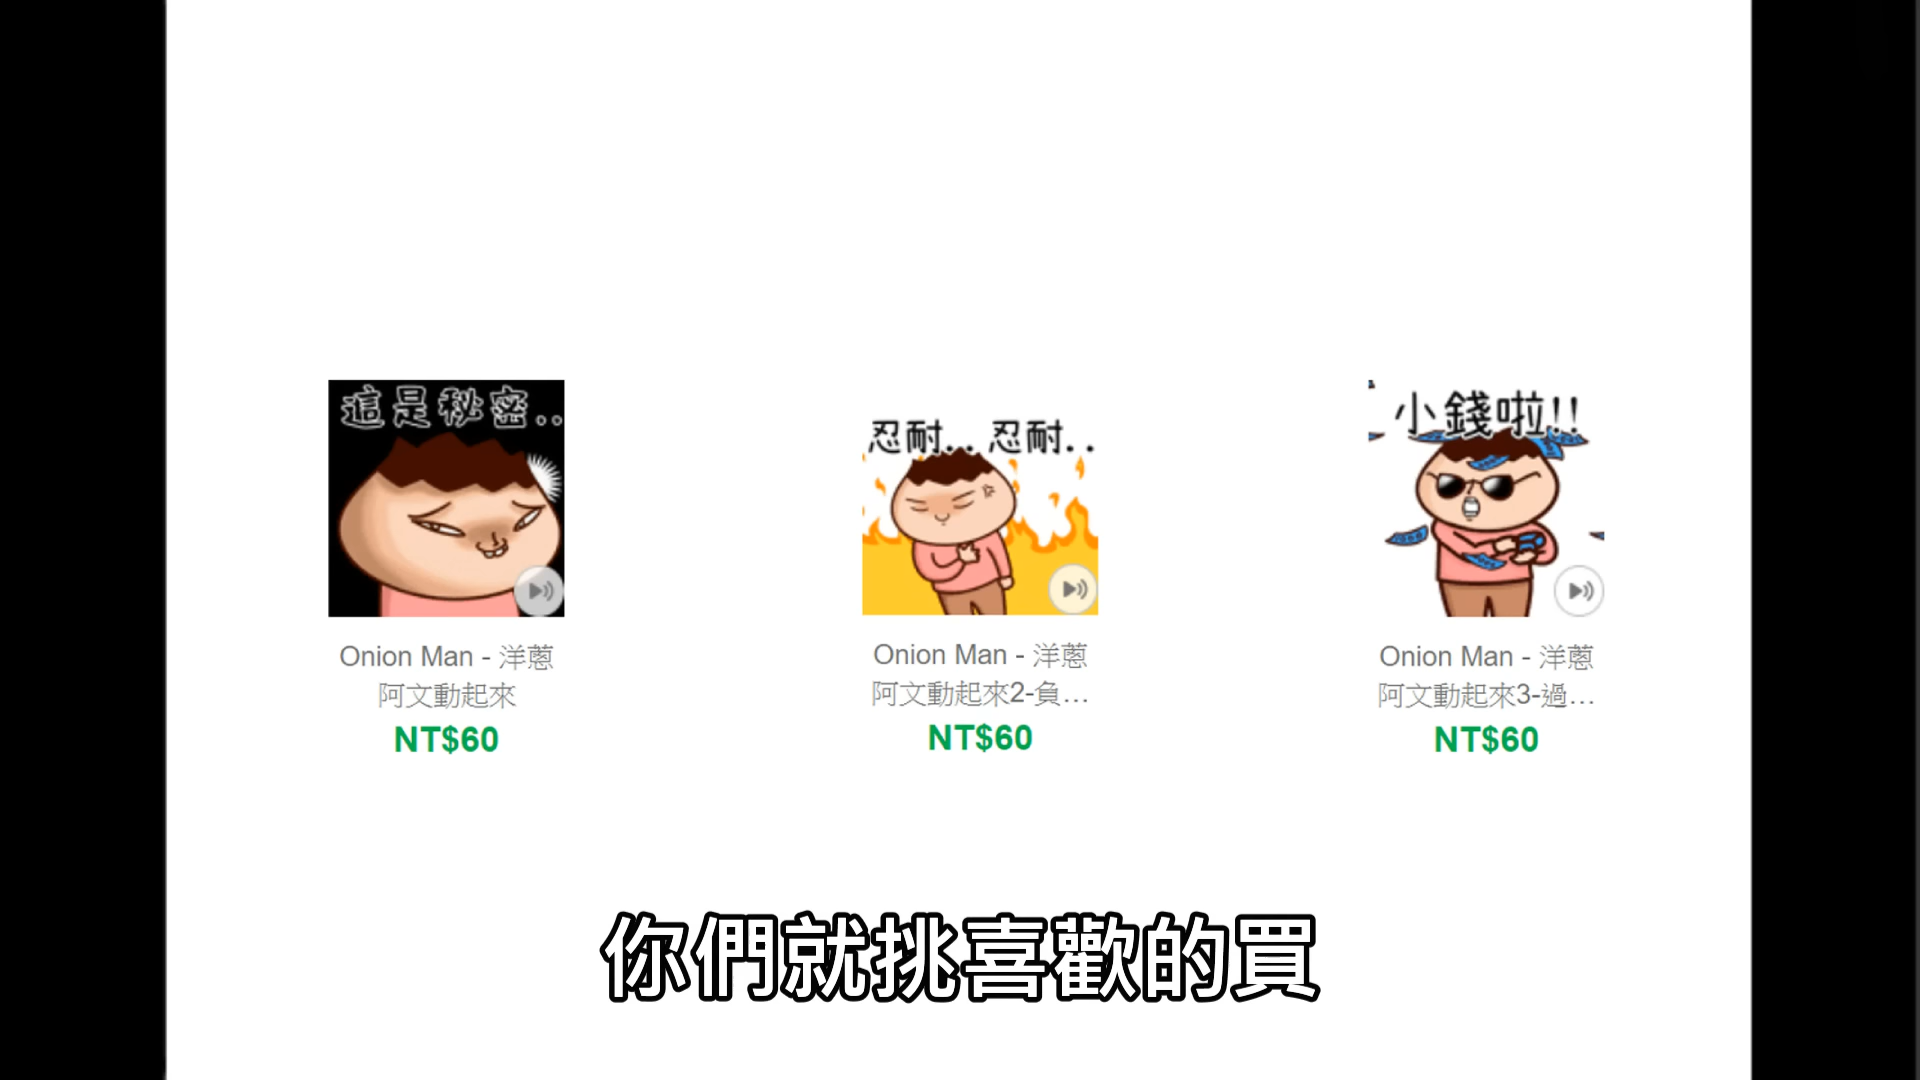 這是秘密..
忍耐.. 忍耐..
小錢啦!!
Onion Man - 洋蔥
阿文動起來
NT$60
Onion Man - 洋蔥
阿文動起來2-負...
NT$60
Onion Man - 洋蔥
阿文動起來3-過...
NT$60
你們就挑喜歡的買